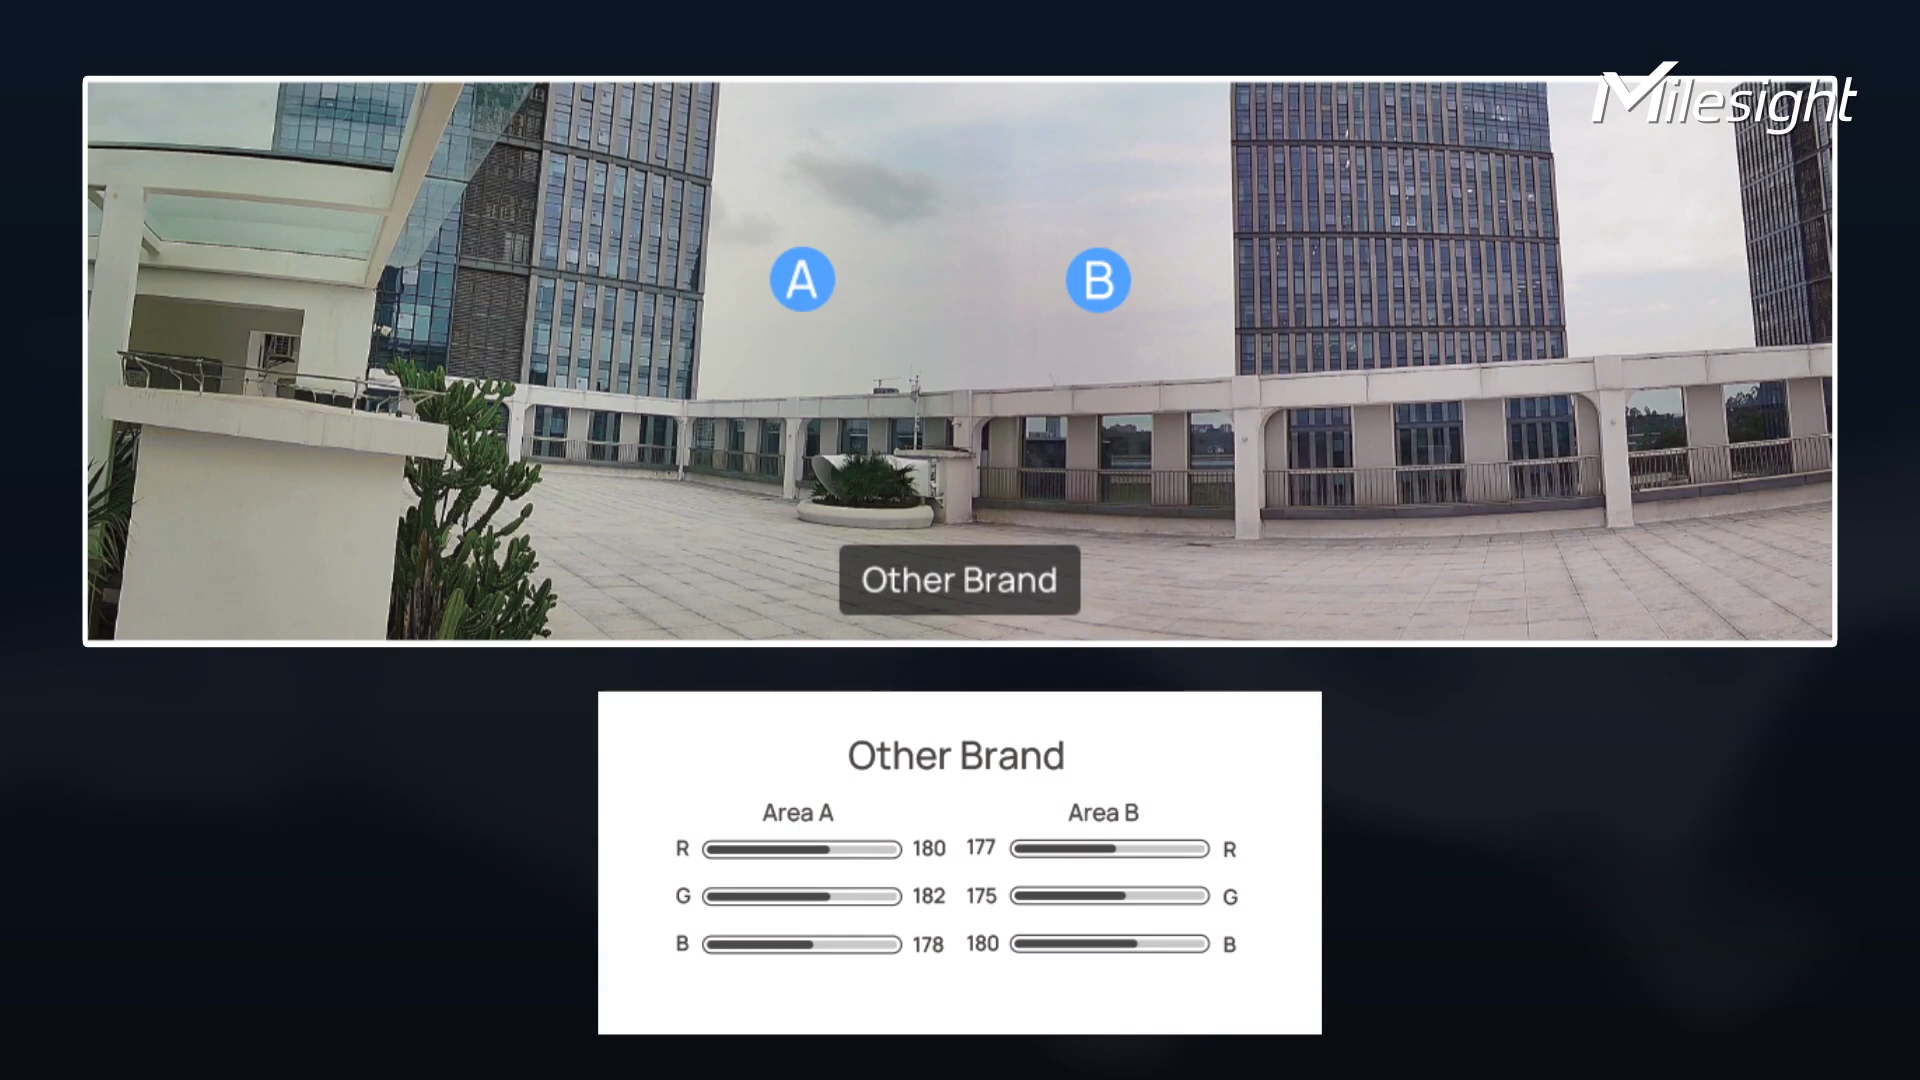 Milesight
A
B
Other Brand
Other Brand
Area A Area B
R 180 177 R
G 182 175 G
B 178 180 B